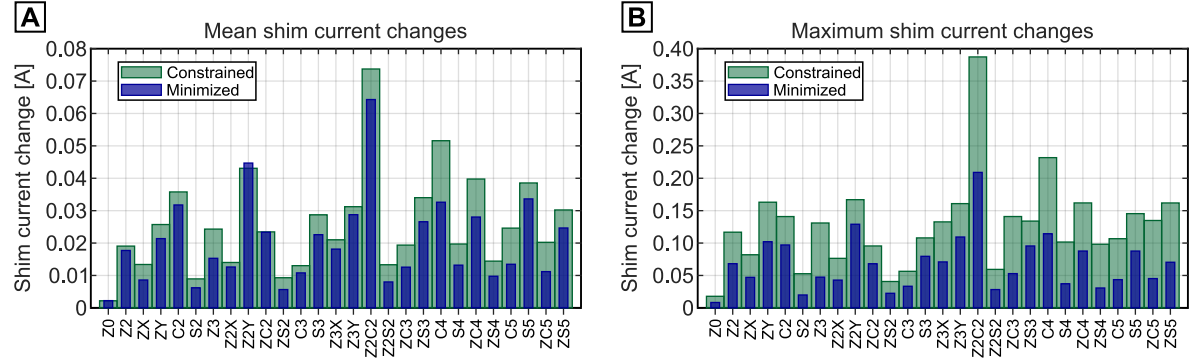 A
Mean shim current changes
Shim current change [A]
0.08
0.07
0.06
0.05
0.04
0.03
0.02
0.01
0
Constrained
Minimized
Z0 Z2 ZX ZY C2 S2 Z3 Z2X Z2Y ZC2 ZS2 C3 S3 Z3X Z3Y Z2C2 Z2S2 ZC3 ZS3 C4 S4 ZC4 ZS4 C5 S5 ZC5 ZS5
B
Maximum shim current changes
Shim current change [A]
0.40
0.35
0.30
0.25
0.20
0.15
0.10
0.05
0
Constrained
Minimized
Z0 Z2 ZX ZY C2 S2 Z3 Z2X Z2Y ZC2 ZS2 C3 S3 Z3X Z3Y Z2C2 Z2S2 ZC3 ZS3 C4 S4 ZC4 ZS4 C5 S5 ZC5 ZS5